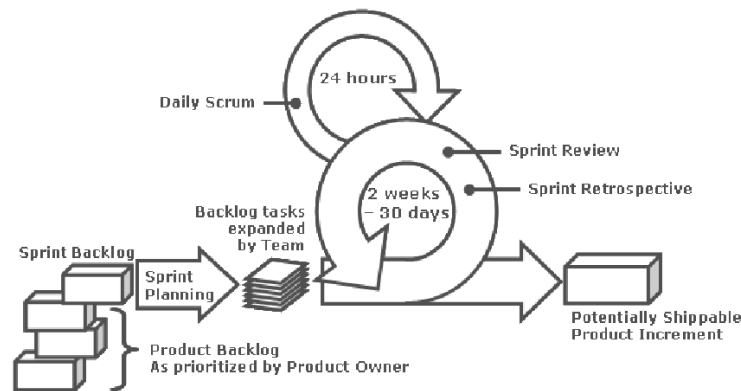 24 hours
Daily Scrum
Sprint Review
2 weeks
– 30 days
Sprint Retrospective
Backlog tasks
expanded
by Team
Sprint Backlog
Sprint
Planning
Potentially Shippable
Product Increment
Product Backlog
As prioritized by Product Owner